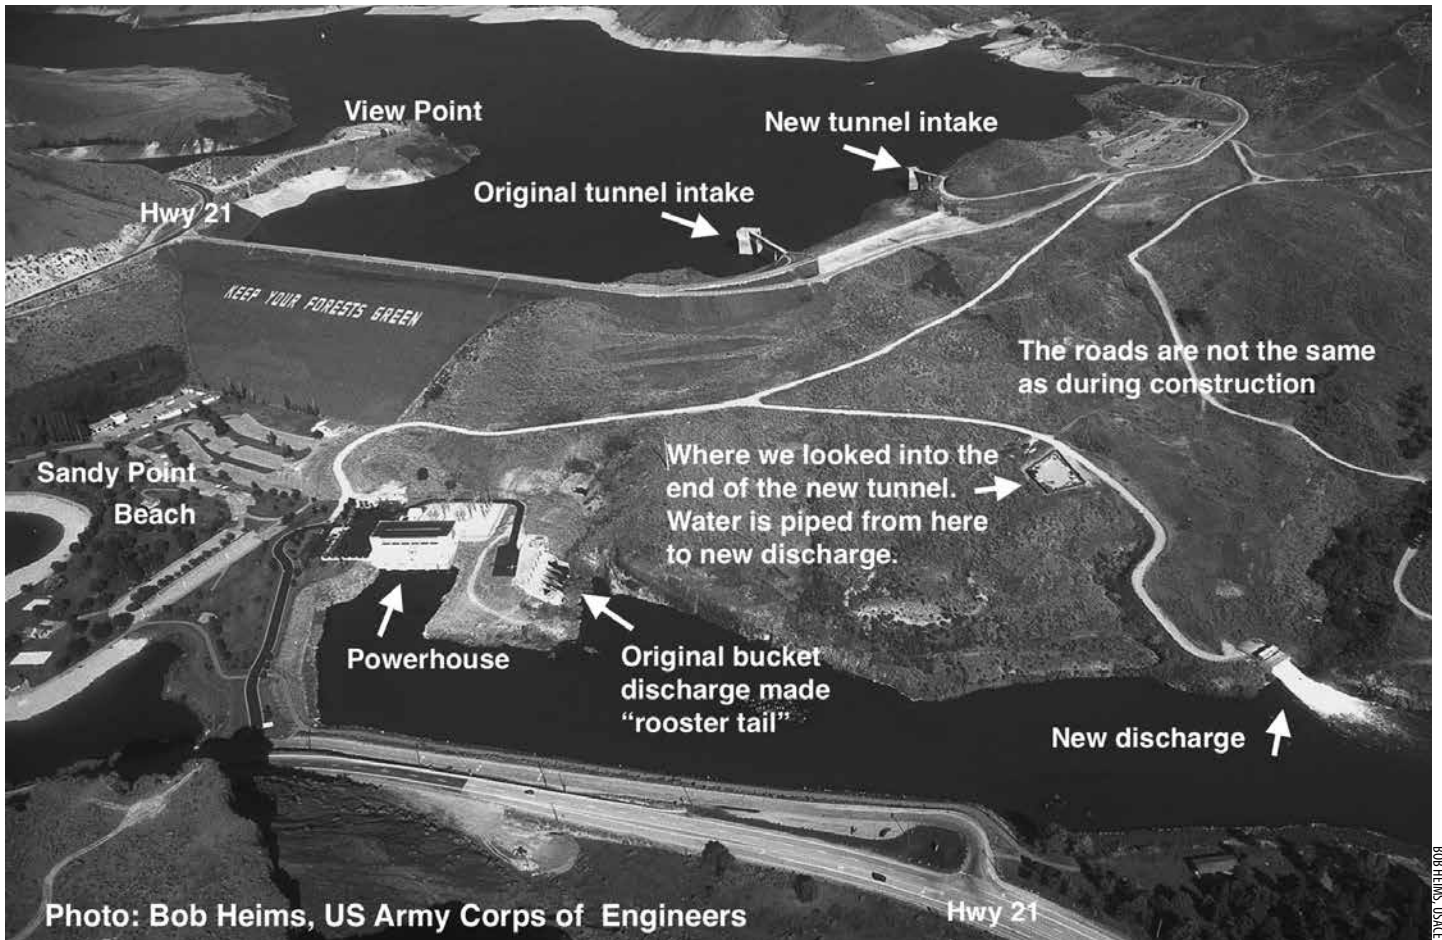 View Point
New tunnel intake
Original tunnel intake
Hwy 21
KEEP YOUR FORESTS GREEN
The roads are not the same
as during construction
Where we looked into the
end of the new tunnel.
Water is piped from here
to new discharge.
Sandy Point
Beach
Powerhouse
Original bucket
discharge made
“rooster tail”
New discharge
Hwy 21
Photo: Bob Heims, US Army Corps of Engineers
BOB HEIMS, USACE